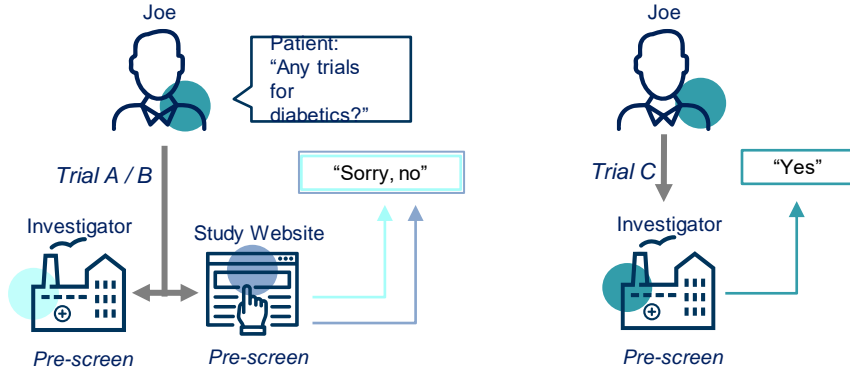 Joe
Patient:
“Any trials
for
diabetics?”
Trial A / B
“Sorry, no”
Investigator
Study Website
Pre-screen
Pre-screen
Joe
Trial C
“Yes”
Investigator
Pre-screen